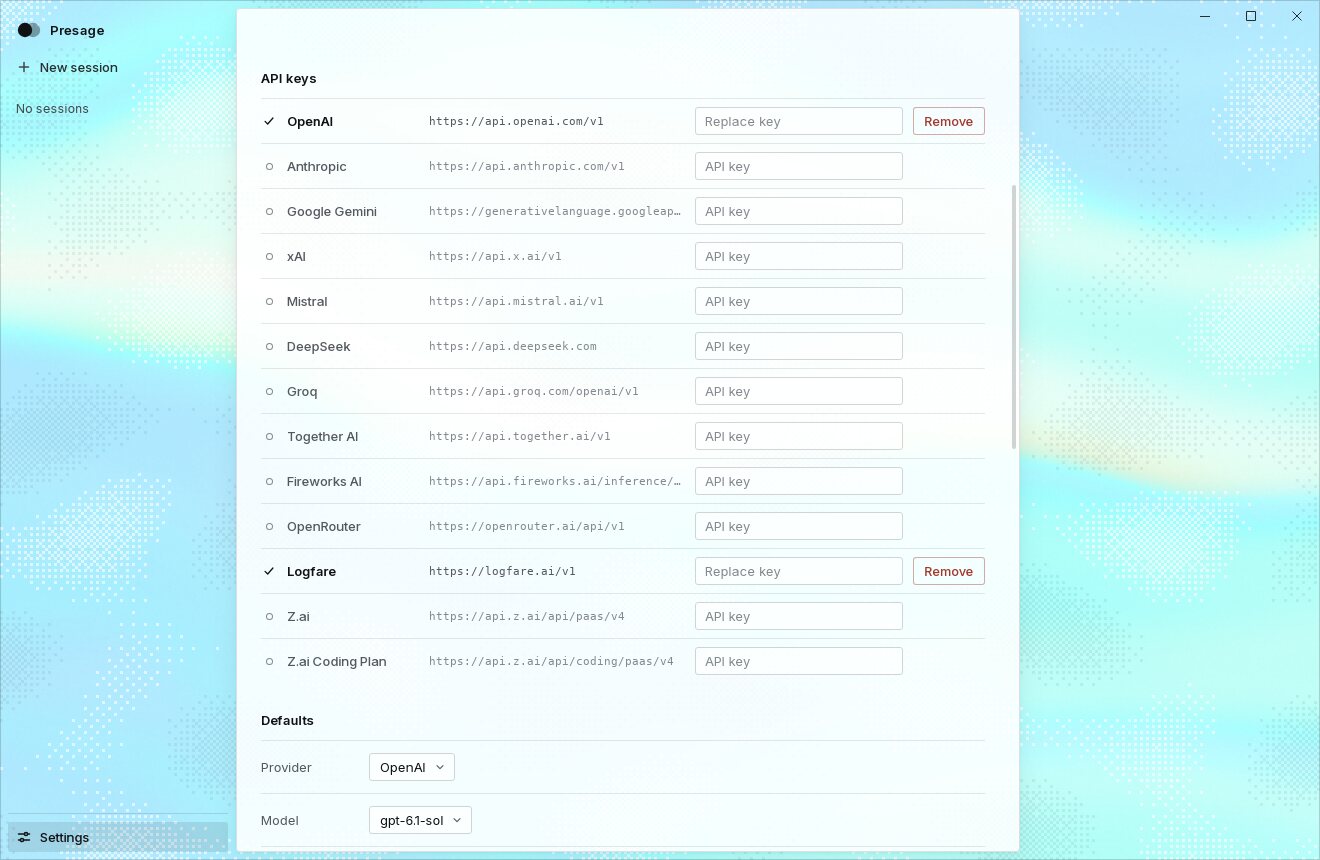 Presage
New session
No sessions
API keys
OpenAI https://api.openai.com/v1 Replace key Remove
Anthropic https://api.anthropic.com/v1 API key
Google Gemini https://generativelanguage.googleap… API key
xAI https://api.x.ai/v1 API key
Mistral https://api.mistral.ai/v1 API key
DeepSeek https://api.deepseek.com API key
Groq https://api.groq.com/openai/v1 API key
Together AI https://api.together.ai/v1 API key
Fireworks AI https://api.fireworks.ai/inference/… API key
OpenRouter https://openrouter.ai/api/v1 API key
Logfare https://logfare.ai/v1 Replace key Remove
Z.ai https://api.z.ai/api/paas/v4 API key
Z.ai Coding Plan https://api.z.ai/api/coding/paas/v4 API key
Defaults
Provider OpenAI
Model gpt-6.1-sol
Settings